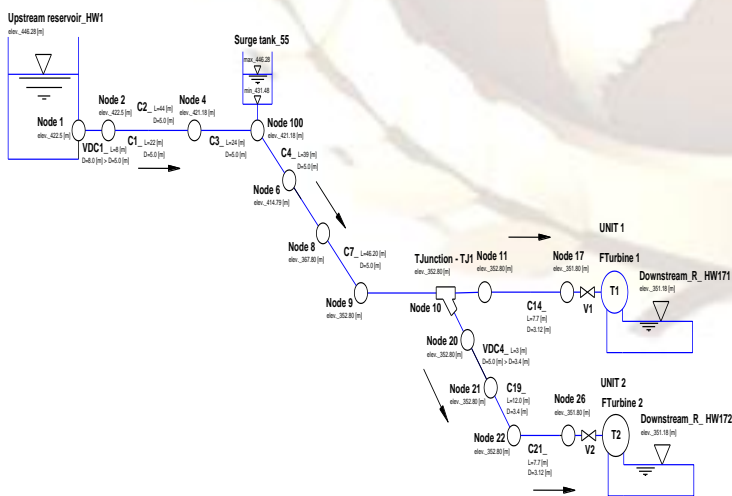 Upstream reservoir_HW1
elev._446.28 [m]
Surge tank_55
max_446.28
min_431.48
Node 1
elev._422.5 [m]
Node 2
elev._422.5 [m]
C2_ L=44 [m]
D=5.0 [m]
Node 4
elev._421.18 [m]
Node 100
elev._421.18 [m]
VDC1_ L=8[m]
D=8.0 [m] > D=5.0 [m]
C1_ L=22 [m]
D=5.0 [m]
C3_ L=24 [m]
D=5.0 [m]
C4_ L=39 [m]
D=5.0 [m]
Node 6
elev._414.79 [m]
Node 8
elev._367.80 [m]
C7_ L=46.20 [m]
D=5.0 [m]
Node 9
elev._352.80 [m]
TJunction - TJ1
elev._352.80 [m]
Node 10
Node 11
elev._352.80 [m]
Node 17
elev._351.80 [m]
UNIT 1
FTurbine 1
T1
V1
Downstream_R_HW171
elev._351.18 [m]
C14_
L=7.7 [m]
D=3.12 [m]
Node 20
elev._352.80 [m]
VDC4_ L=3[m]
D=5.0 [m] > D=3.4 [m]
Node 21
elev._352.80 [m]
C19_
L=12.0 [m]
D=3.4 [m]
Node 22
elev._352.80 [m]
Node 26
elev._351.80 [m]
UNIT 2
FTurbine 2
T2
V2
Downstream_R_ HW172
elev._351.18 [m]
C21_
L=7.7 [m]
D=3.12 [m]